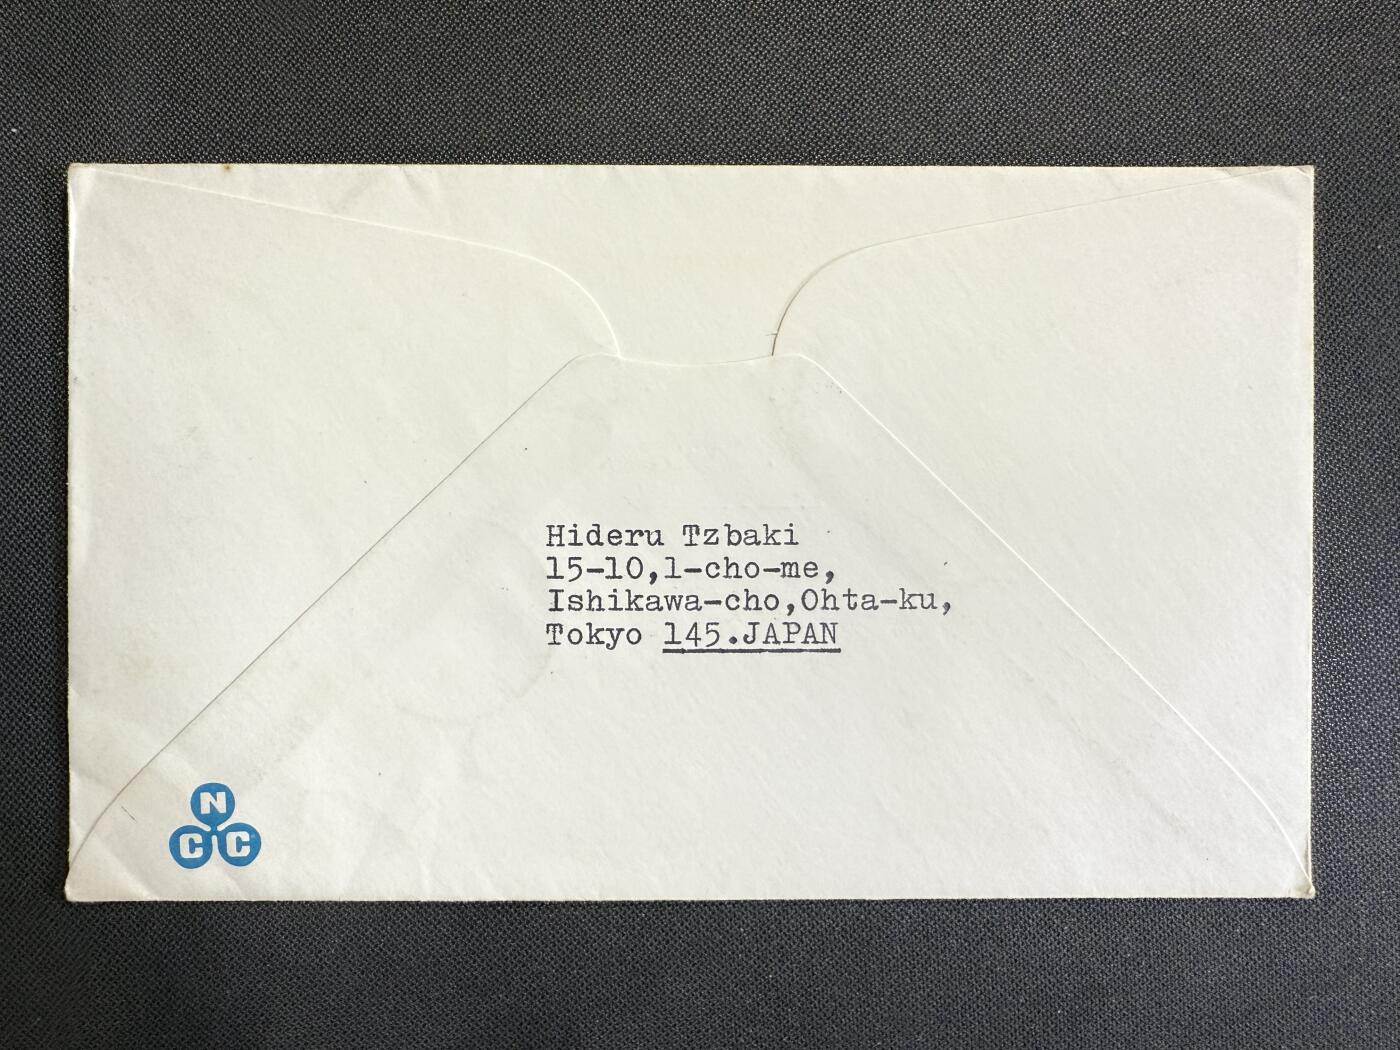 Hideru Tzbaki
15-10,1-cho-me,
Ishikawa-cho,Ohta-ku,
Tokyo 145.JAPAN
N
C C